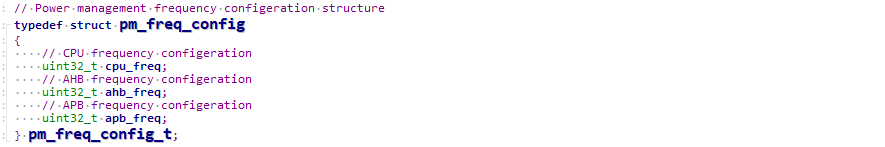 // Power management frequency configeration structure
typedef struct pm_freq_config
{
    // CPU frequency configeration
    uint32_t cpu_freq;
    // AHB frequency configeration
    uint32_t ahb_freq;
    // APB frequency configeration
    uint32_t apb_freq;
} pm_freq_config_t;